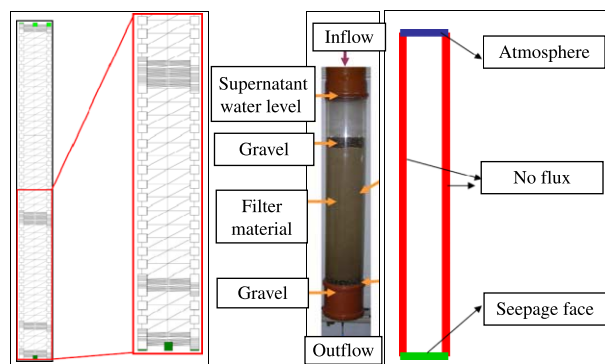 Inflow
Supernatant
water level
Gravel
Filter
material
Gravel
Outflow
Atmosphere
No flux
Seepage face